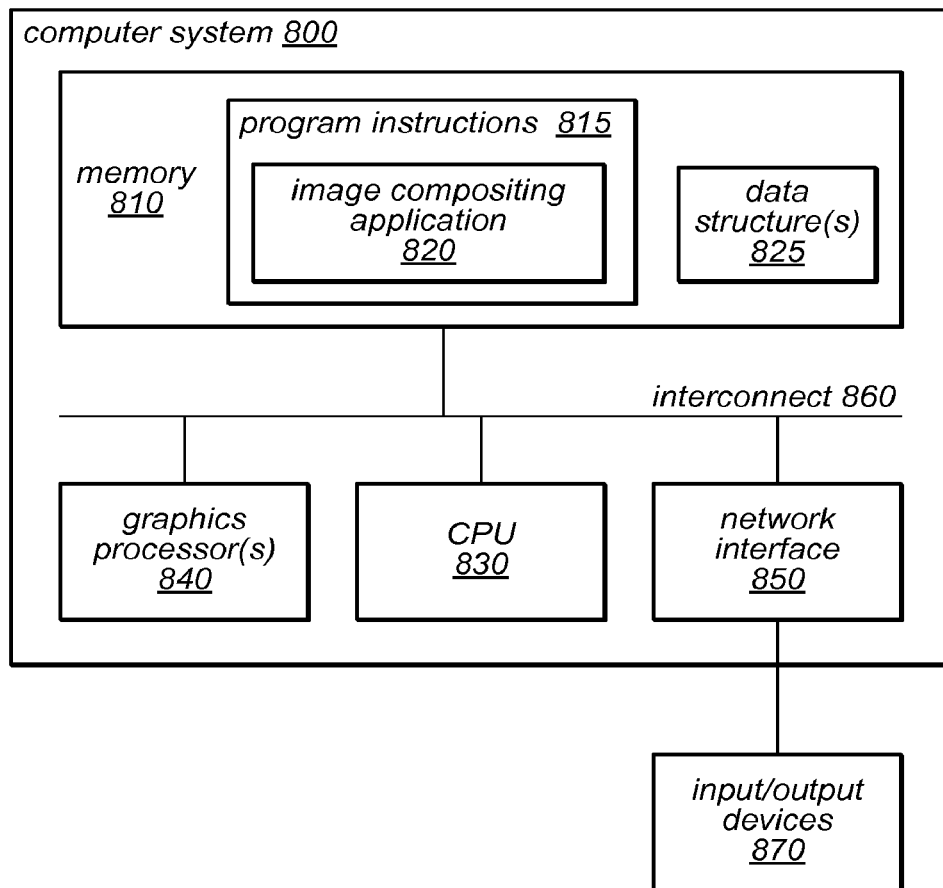 computer system 800
program instructions 815
memory
810
image compositing
application
820
data
structure(s)
825
interconnect 860
graphics
processor(s)
840
CPU
830
network
interface
850
input/output
devices
870